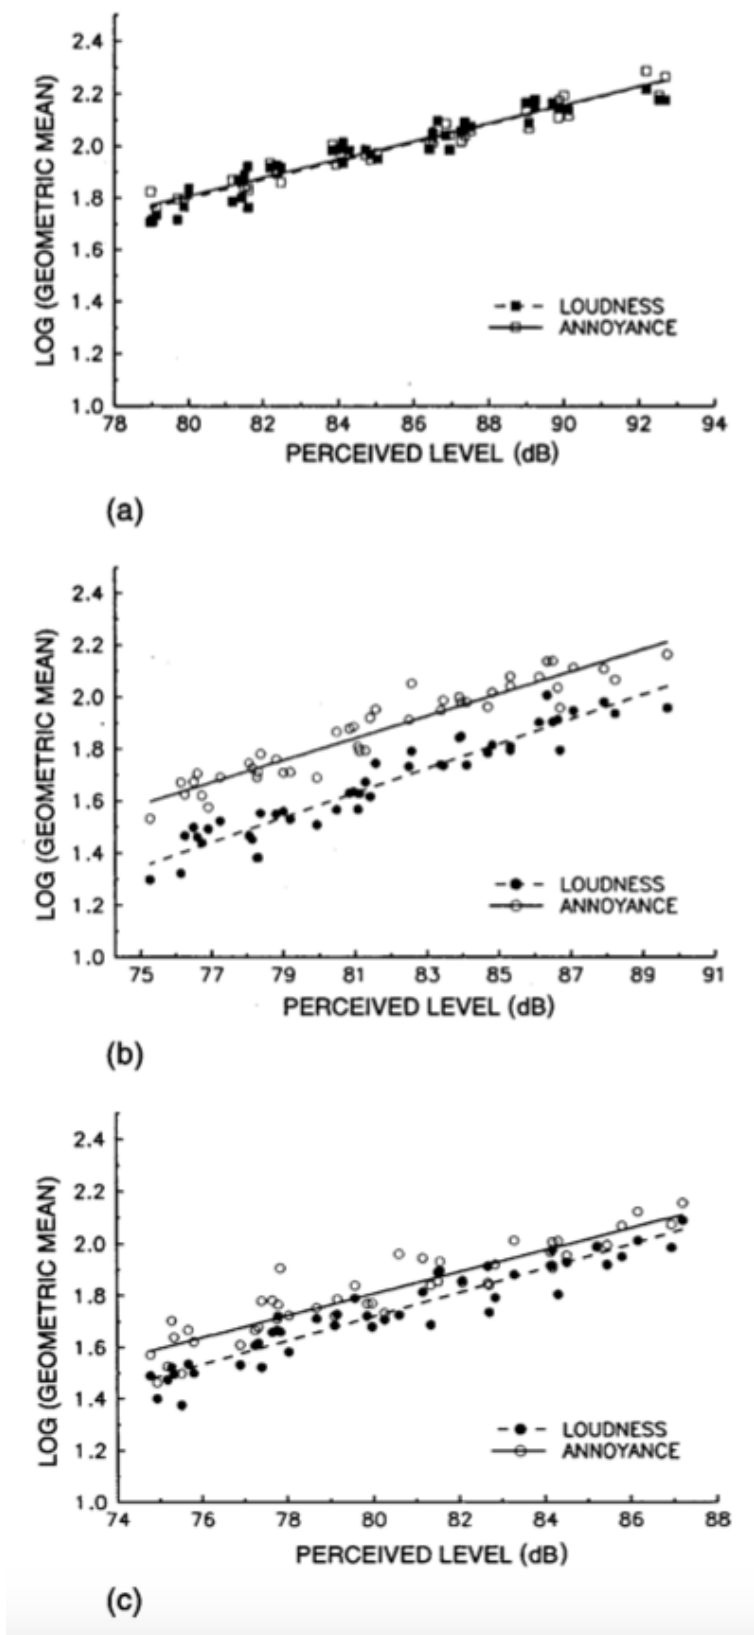 LOG (GEOMETRIC MEAN)
2.4
2.2
2.0
1.8
1.6
1.4
1.2
1.0
LOUDNESS
ANNOYANCE
78 80 82 84 86 88 90 92 94
PERCEIVED LEVEL (dB)
(a)
LOG (GEOMETRIC MEAN)
2.4
2.2
2.0
1.8
1.6
1.4
1.2
1.0
LOUDNESS
ANNOYANCE
75 77 79 81 83 85 87 89 91
PERCEIVED LEVEL (dB)
(b)
LOG (GEOMETRIC MEAN)
2.4
2.2
2.0
1.8
1.6
1.4
1.2
1.0
LOUDNESS
ANNOYANCE
74 76 78 80 82 84 86 88
PERCEIVED LEVEL (dB)
(c)